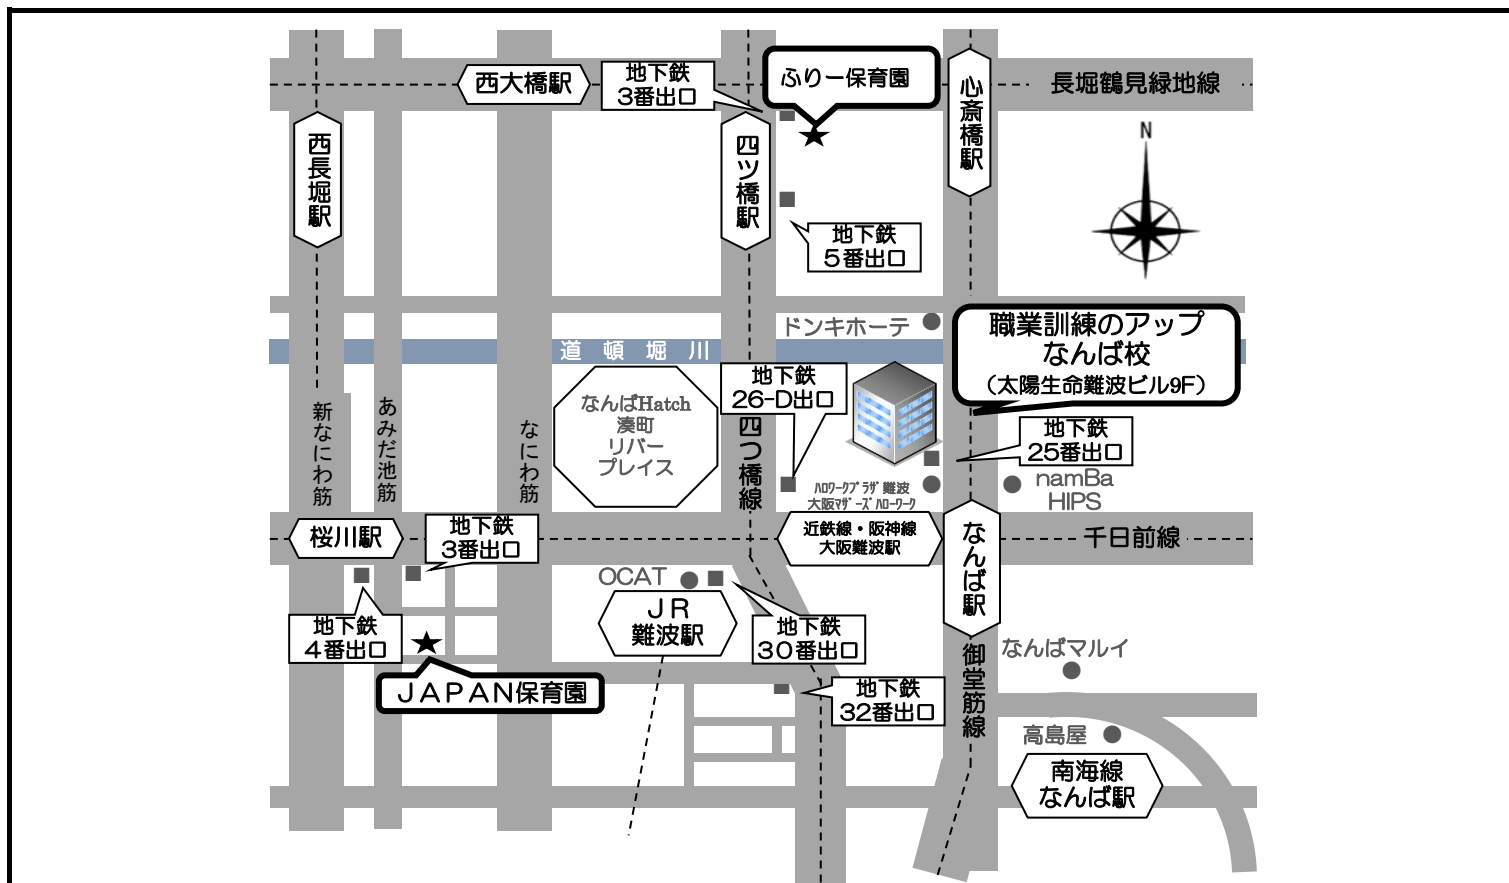 西大橋駅
地下鉄
3番出口
ふりー保育園
心斎橋駅
長堀鶴見緑地線
N
西長堀駅
四ツ橋駅
地下鉄
5番出口
ドンキホーテ
職業訓練のアップ
なんば校
（太陽生命難波ビル9F）
道頓堀川
地下鉄
26-D出口
なんばHatch
湊町
リバー
プレイス
新なにわ筋
あみだ池筋
なにわ筋
四つ橋線
地下鉄
25番出口
namBa
HIPS
ﾊﾛﾜｰｸﾌﾟﾗｻﾞ難波
大阪ﾏｻﾞｰｽﾞﾊﾛｰﾜｰｸ
桜川駅
地下鉄
3番出口
近鉄線・阪神線
大阪難波駅
なんば駅
千日前線
OCAT
ＪＲ
難波駅
地下鉄
4番出口
地下鉄
30番出口
御堂筋線
なんばマルイ
ＪＡＰＡＮ保育園
地下鉄
32番出口
高島屋
南海線
なんば駅